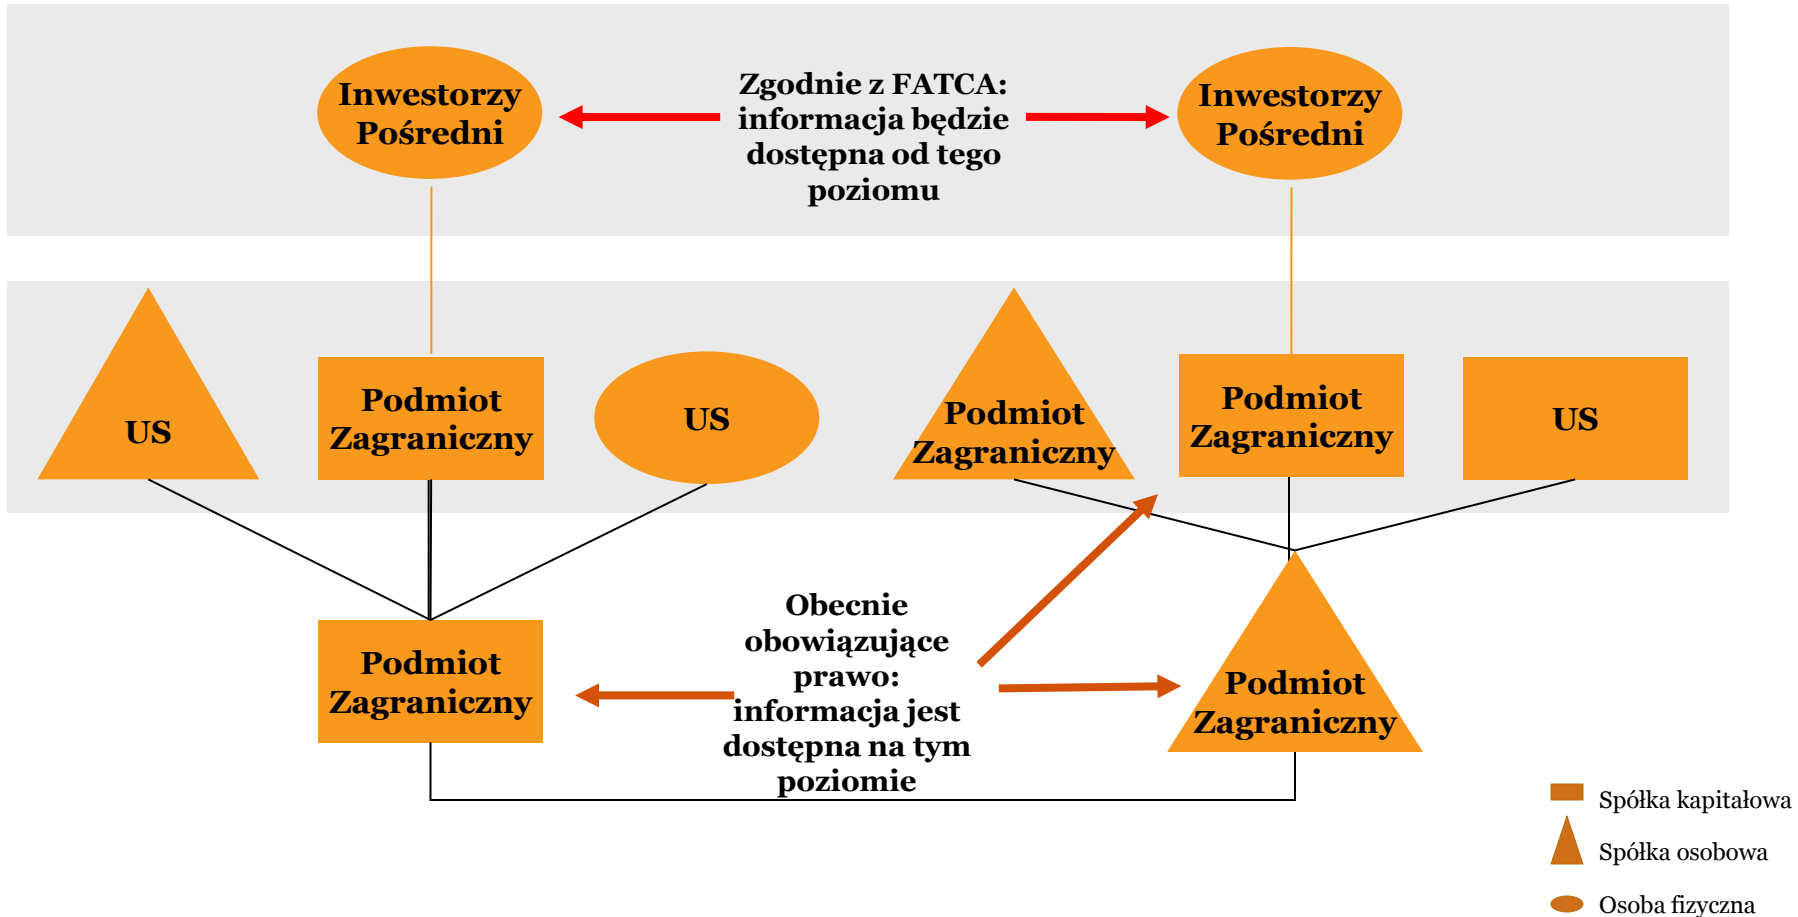 Inwestorzy
Pośredni
Zgodnie z FATCA:
informacja będzie
dostępna od tego
poziomu
Inwestorzy
Pośredni
US
Podmiot
Zagraniczny
US
Podmiot
Zagraniczny
Podmiot
Zagraniczny
US
Podmiot
Zagraniczny
Obecnie
obowiązujące
prawo:
informacja jest
dostępna na tym
poziomie
Podmiot
Zagraniczny
Spółka kapitałowa
Spółka osobowa
Osoba fizyczna